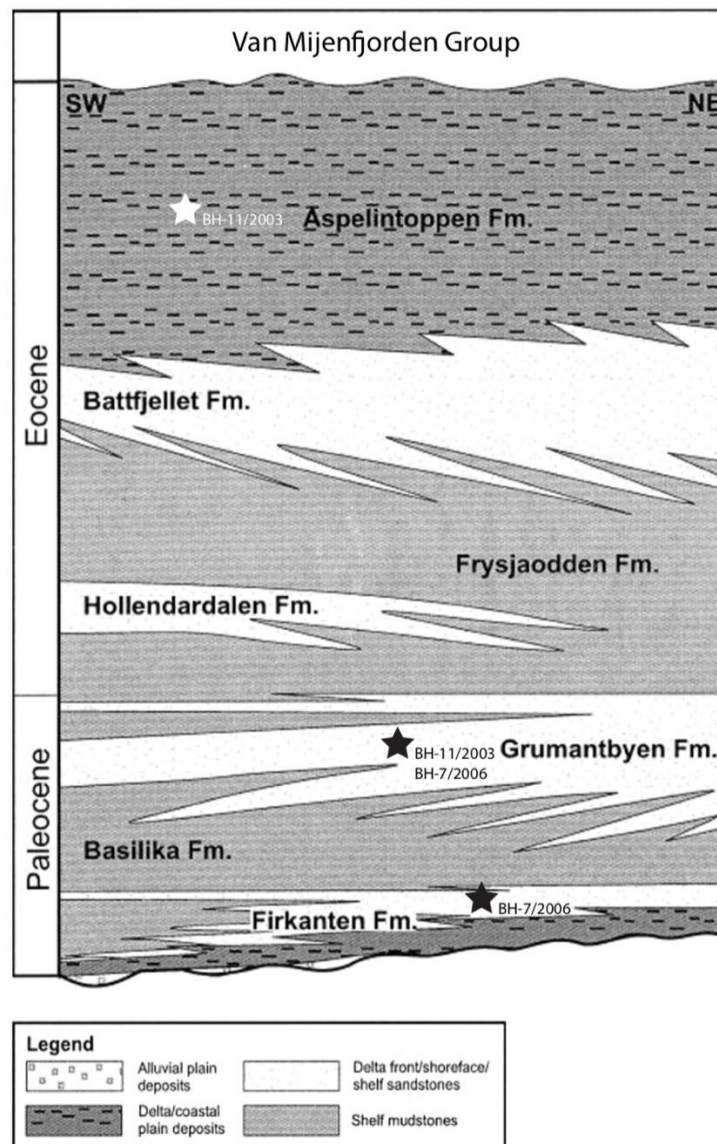 Van Mijenfjorden Group
SW
NE
BH-11/2003
Aspelintoppen Fm.
Eocene
Battfjellet Fm.
Frysjaodden Fm.
Hollendardalen Fm.
Paleocene
BH-11/2003
Grumantbyen Fm.
BH-7/2006
Basilika Fm.
BH-7/2006
Firkanten Fm.
Legend
Alluvial plain
deposits
Delta front/shoreface/
shelf sandstones
Delta/coastal
plain deposits
Shelf mudstones